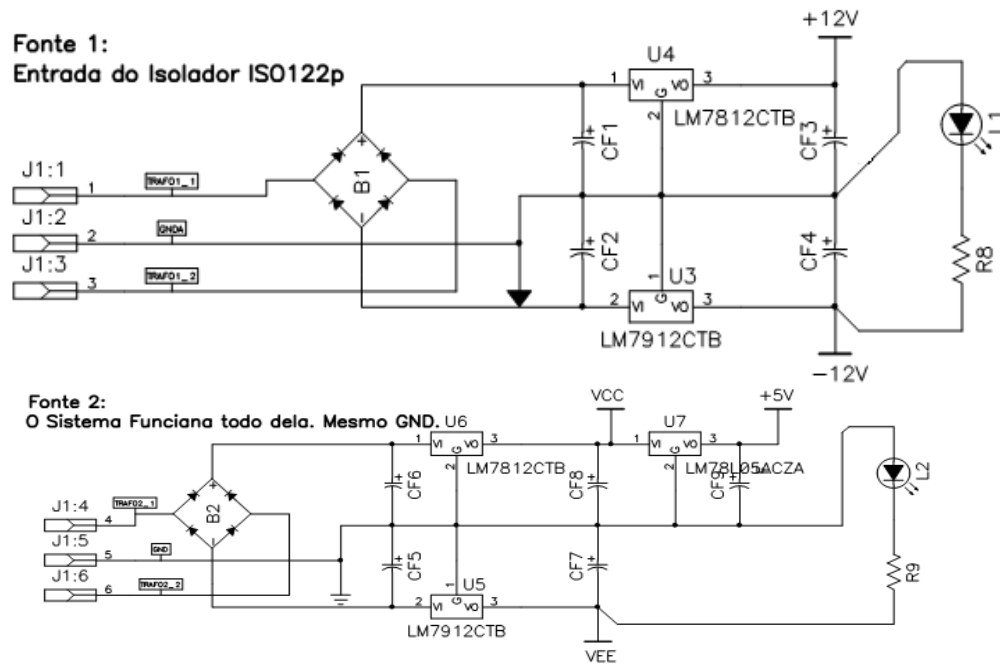 Fonte 1:
Entrada do Isolador ISO122p
+12V
U4
1 VI VO 3
G
2
LM7812CTB
CF1
CF3
L1
J1:1
1
TRAFO1_1
B1
J1:2
2
GNDA
J1:3
3
TRAFO1_2
CF2
CF4
R8
1
U3
G
2 VI VO 3
LM7912CTB
-12V
Fonte 2:
O Sistema Funciana todo dela. Mesmo GND.
VCC
+5V
U6
1 VI VO 3
G
2
LM7812CTB
U7
1 VI VO 3
G
2
LM78L05ACZA
CF6
CF8
L2
J1:4
4
TRAFO2_1
B2
J1:5
5
GND
J1:6
6
TRAFO2_2
CF5
CF7
R9
1
U5
G
2 VI VO 3
LM7912CTB
VEE